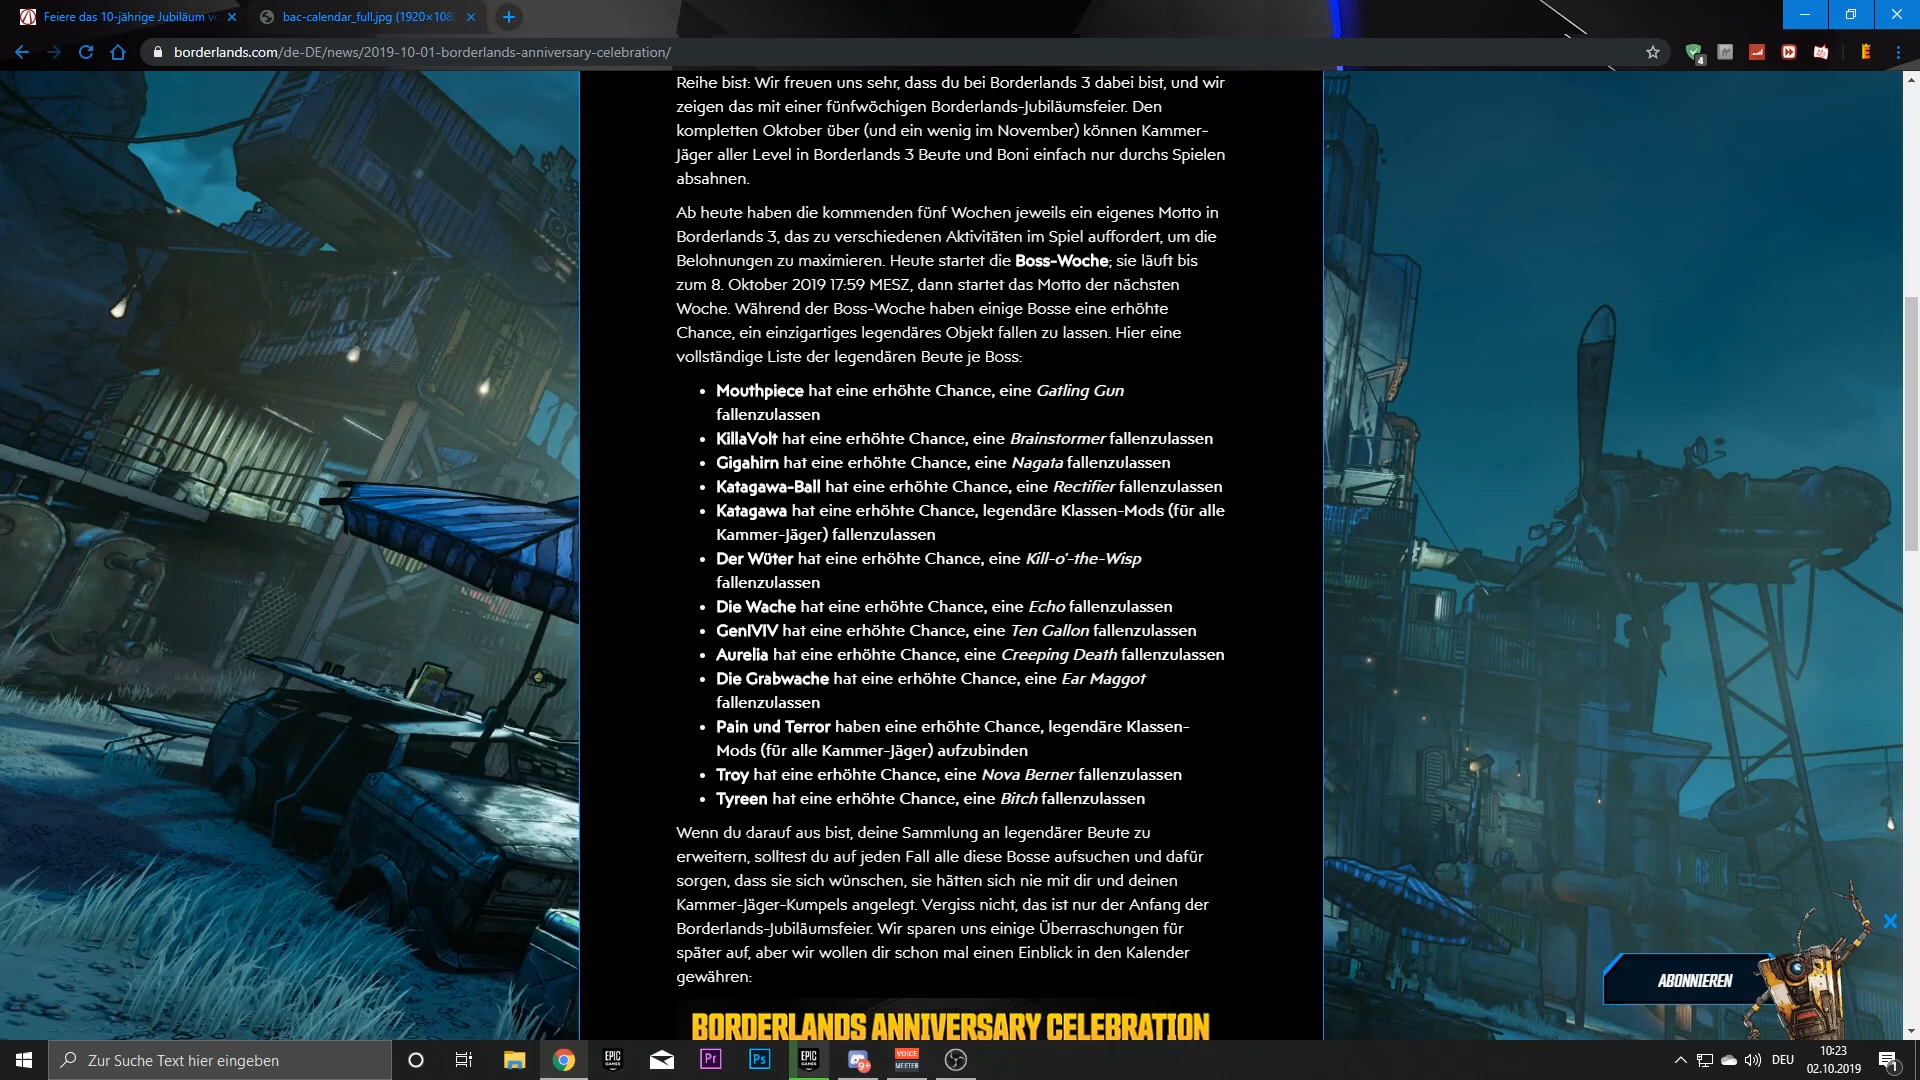 Feiere das 10-jährige Jubiläum vo
bac-calendar_full.jpg (1920×108
borderlands.com/de-DE/news/2019-10-01-borderlands-anniversary-celebration/
4
Reihe bist: Wir freuen uns sehr, dass du bei Borderlands 3 dabei bist, und wir
zeigen das mit einer fünfwöchigen Borderlands-Jubiläumsfeier. Den
kompletten Oktober über (und ein wenig im November) können Kammer-
Jäger aller Level in Borderlands 3 Beute und Boni einfach nur durchs Spielen
absahnen.
Ab heute haben die kommenden fünf Wochen jeweils ein eigenes Motto in
Borderlands 3, das zu verschiedenen Aktivitäten im Spiel auffordert, um die
Belohnungen zu maximieren. Heute startet die Boss-Woche; sie läuft bis
zum 8. Oktober 2019 17:59 MESZ, dann startet das Motto der nächsten
Woche. Während der Boss-Woche haben einige Bosse eine erhöhte
Chance, ein einzigartiges legendäres Objekt fallen zu lassen. Hier eine
vollständige Liste der legendären Beute je Boss:
• Mouthpiece hat eine erhöhte Chance, eine Gatling Gun
fallenzulassen
• KillaVolt hat eine erhöhte Chance, eine Brainstormer fallenzulassen
• Gigahirn hat eine erhöhte Chance, eine Nagata fallenzulassen
• Katagawa-Ball hat eine erhöhte Chance, eine Rectifier fallenzulassen
• Katagawa hat eine erhöhte Chance, legendäre Klassen-Mods (für alle
Kammer-Jäger) fallenzulassen
• Der Wüter hat eine erhöhte Chance, eine Kill-o'-the-Wisp
fallenzulassen
• Die Wache hat eine erhöhte Chance, eine Echo fallenzulassen
• GenIVIV hat eine erhöhte Chance, eine Ten Gallon fallenzulassen
• Aurelia hat eine erhöhte Chance, eine Creeping Death fallenzulassen
• Die Grabwache hat eine erhöhte Chance, eine Ear Maggot
fallenzulassen
• Pain und Terror haben eine erhöhte Chance, legendäre Klassen-
Mods (für alle Kammer-Jäger) aufzubinden
• Troy hat eine erhöhte Chance, eine Nova Berner fallenzulassen
• Tyreen hat eine erhöhte Chance, eine Bitch fallenzulassen
Wenn du darauf aus bist, deine Sammlung an legendärer Beute zu
erweitern, solltest du auf jeden Fall alle diese Bosse aufsuchen und dafür
sorgen, dass sie sich wünschen, sie hätten sich nie mit dir und deinen
Kammer-Jäger-Kumpels angelegt. Vergiss nicht, das ist nur der Anfang der
Borderlands-Jubiläumsfeier. Wir sparen uns einige Überraschungen für
später auf, aber wir wollen dir schon mal einen Einblick in den Kalender
gewähren:
BORDERLANDS ANNIVERSARY CELEBRATION
ABONNIEREN
Zur Suche Text hier eingeben
EPIC GAMES
Pr
Ps
EPIC GAMES
9+
VOICE MEETER
DEU
10:23
02.10.2019
1